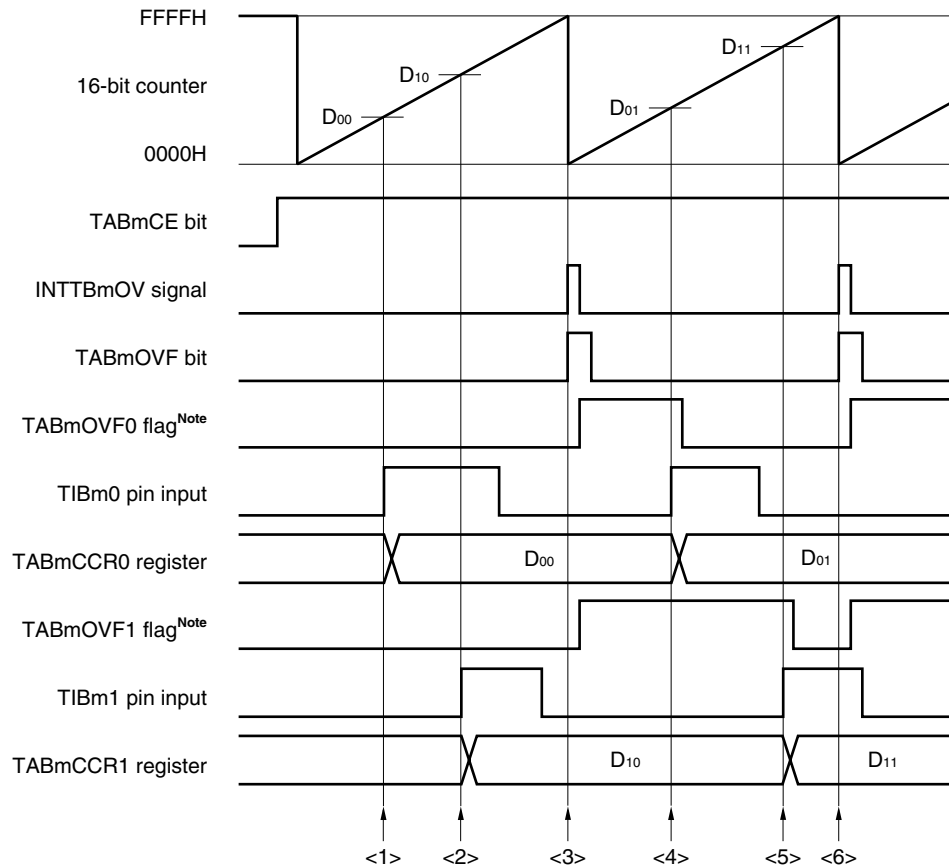 FFFFH
D11
D10
16-bit counter
D01
D00
0000H
TABmCE bit
INTTBmOV signal
TABmOVF bit
TABmOVF0 flagNote
TIBm0 pin input
TABmCCR0 register
D00
D01
TABmOVF1 flagNote
TIBm1 pin input
TABmCCR1 register
D10
D11
<1> <2> <3> <4> <5> <6>